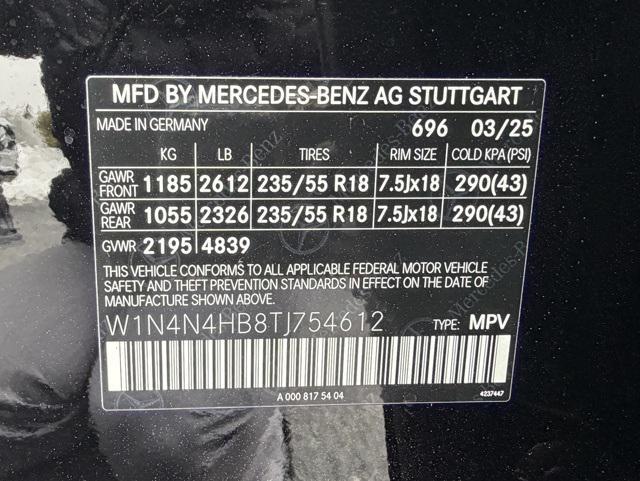 MFD BY MERCEDES-BENZ AG STUTTGART
MADE IN GERMANY 696 03/25
KG LB TIRES RIM SIZE COLD KPA (PSI)
GAWR FRONT 1185 2612 235/55 R18 7.5Jx18 290(43)
GAWR REAR 1055 2326 235/55 R18 7.5Jx18 290(43)
GVWR 2195 4839
THIS VEHICLE CONFORMS TO ALL APPLICABLE FEDERAL MOTOR VEHICLE
SAFETY AND THEFT PREVENTION STANDARDS IN EFFECT ON THE DATE
OF MANUFACTURE SHOWN ABOVE.
W1N4N4HB8TJ754612 TYPE: MPV
A 000 817 54 04 4237447